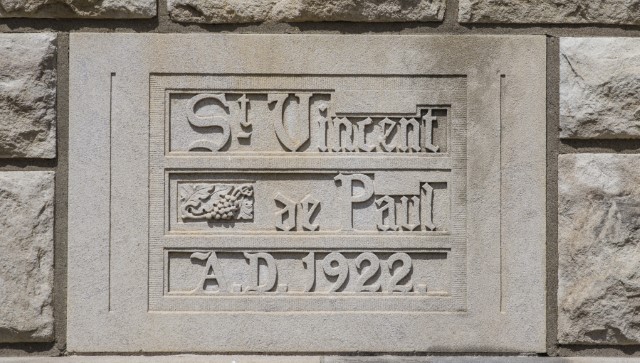 St Vincent
de Paul
A.D. 1922.